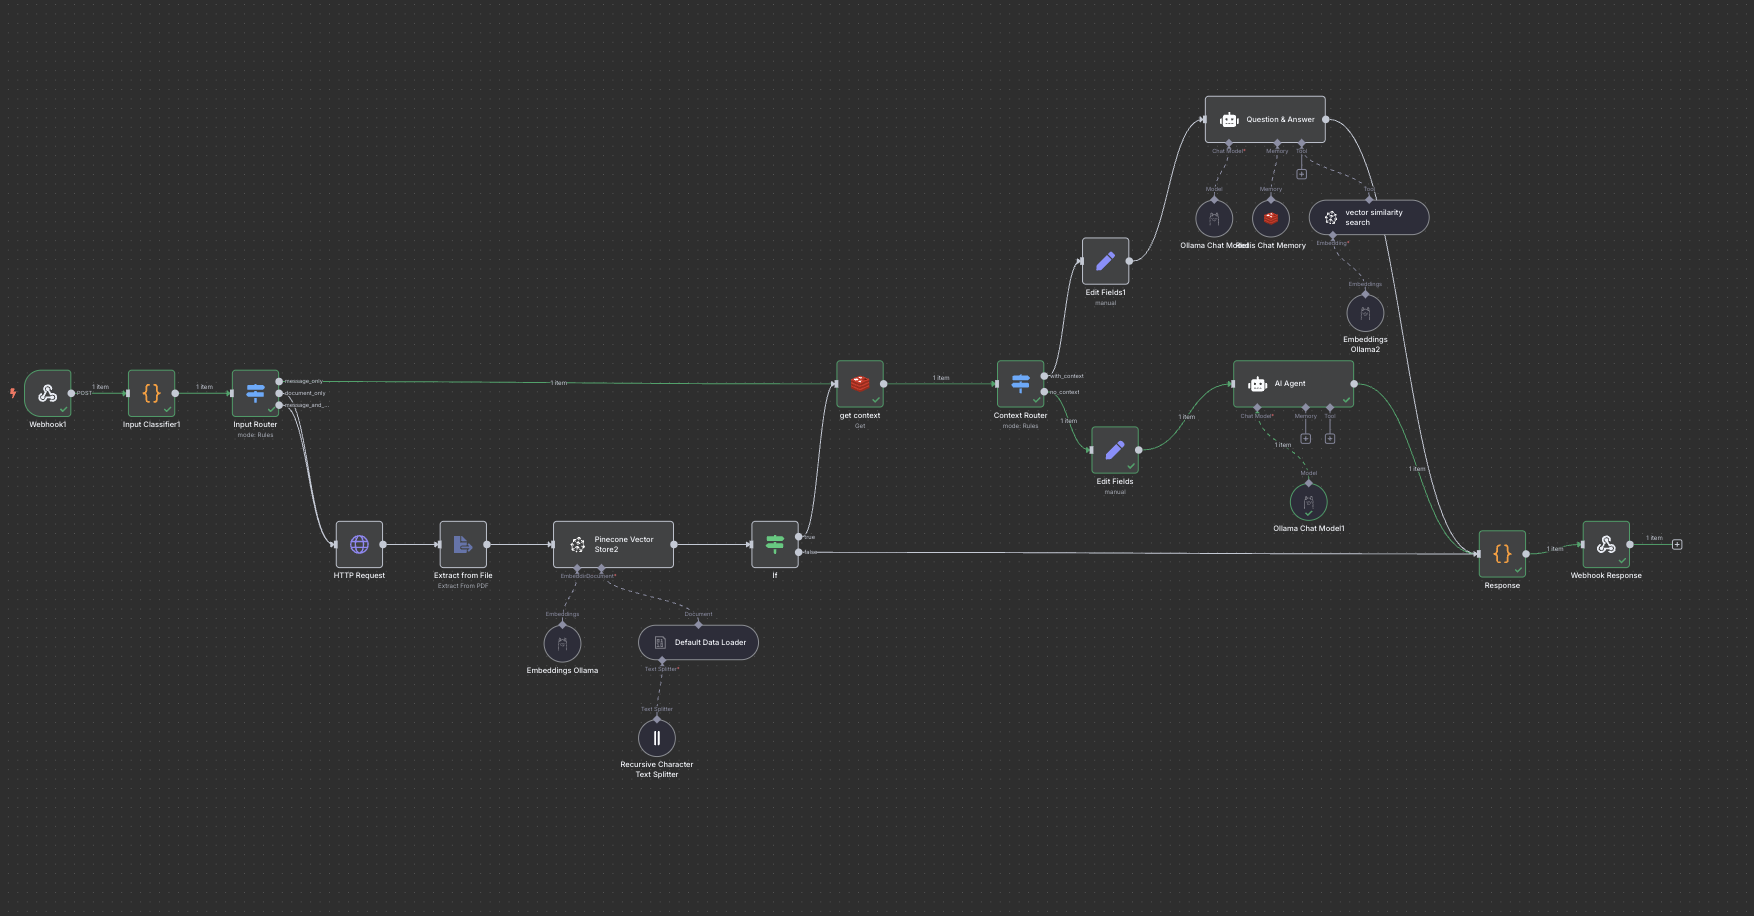 Question & Answer
Chat Model*
Memory
Tool
Model
Memory
Tool
vector similarity
search
Ollama Chat Model
Redis Chat Memory
Embedding*
Edit Fields1
manual
Embeddings
Embeddings
Ollama2
POST
1 item
1 item
message_only
document_only
message_and_...
1 item
1 item
with_context
no_context
AI Agent
Webhook1
Input Classifier1
Input Router
mode: Rules
get context
Get
Context Router
mode: Rules
1 item
1 item
Chat Model*
Memory
Tool
1 item
Model
Edit Fields
manual
1 item
Ollama Chat Model1
HTTP Request
Extract from File
Extract From PDF
Pinecone Vector
Store2
true
false
If
Document*
1 item
1 item
Response
Webhook Response
Embeddings
Document
Embeddings Ollama
Default Data Loader
Text Splitter*
Text Splitter
Recursive Character
Text Splitter